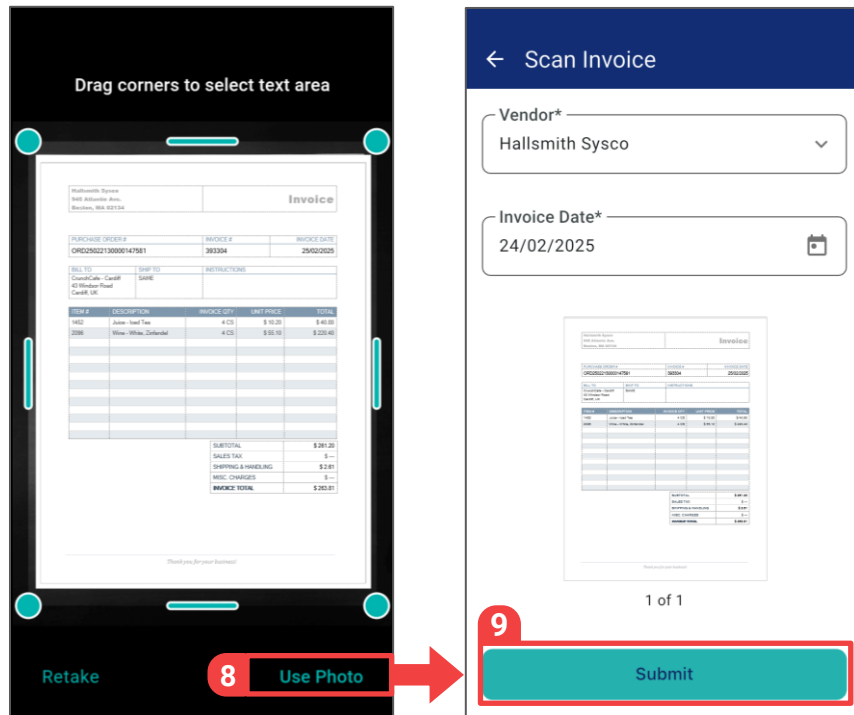 Drag corners to select text area
Hallsmith Sysco
945 Atlantic Ave.
Boston, MA 02134
Invoice
PURCHASE ORDER # INVOICE # INVOICE DATE
ORD25022130000147581 393304 25/02/2025
BILL TO SHIP TO INSTRUCTIONS
CrunchCafe - Cardiff SAME
43 Windsor Road
Cardiff, UK
ITEM # DESCRIPTION INVOICE QTY UNIT PRICE TOTAL
1452 Juice - Iced Tea 4 CS $ 10.20 $ 40.80
2098 Wine - White, Zinfandel 4 CS $ 55.10 $ 220.40
SUBTOTAL $ 261.20
SALES TAX $ —
SHIPPING & HANDLING $ 2.61
MISC. CHARGES $ —
INVOICE TOTAL $ 263.81
Thank you for your business!
Retake
8
Use Photo
← Scan Invoice
Vendor*
Hallsmith Sysco
Invoice Date*
24/02/2025
Invoice
1 of 1
9
Submit